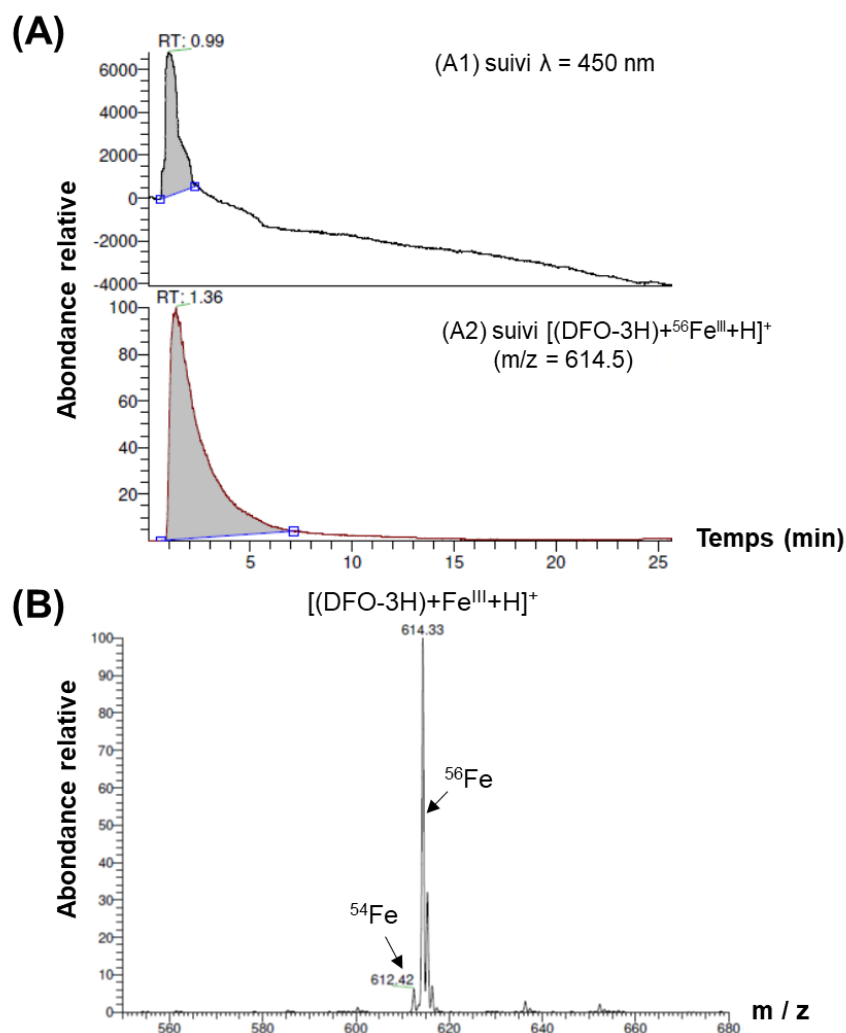 (A)
RT: 0.99
(A1) suivi λ = 450 nm
6000
4000
2000
0
-2000
-4000
Abondance relative
RT: 1.36
100
80
60
40
20
(A2) suivi [(DFO-3H)+⁵⁶Feᴵᴵᴵ+H]⁺
(m/z = 614.5)
5
10
15
20
25
Temps (min)
(B)
[(DFO-3H)+Feᴵᴵᴵ+H]⁺
614.33
100
90
80
70
60
50
40
30
20
10
0
Abondance relative
⁵⁶Fe
⁵⁴Fe
612.42
560
580
600
620
640
660
680
m / z